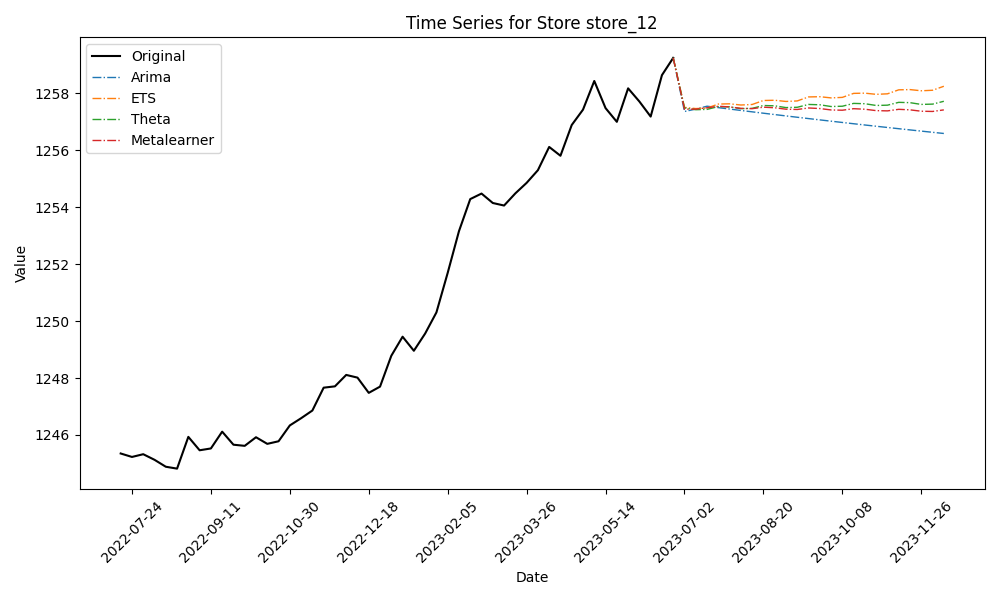 Time Series for Store store_12
Original
Arima
ETS
Theta
Metalearner
Value
1258
1256
1254
1252
1250
1248
1246
2022-07-24
2022-09-11
2022-10-30
2022-12-18
2023-02-05
2023-03-26
2023-05-14
2023-07-02
2023-08-20
2023-10-08
2023-11-26
Date